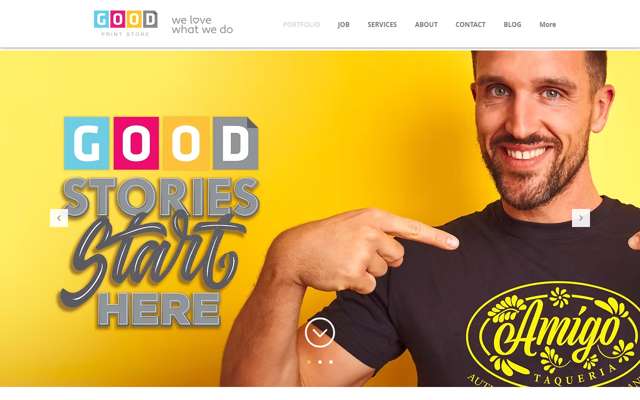 GOOD
PRINT STORE
we love
what we do
PORTFOLIO
JOB
SERVICES
ABOUT
CONTACT
BLOG
More
GOOD
STORIES
Start
HERE
Amigo
TAQUERIA